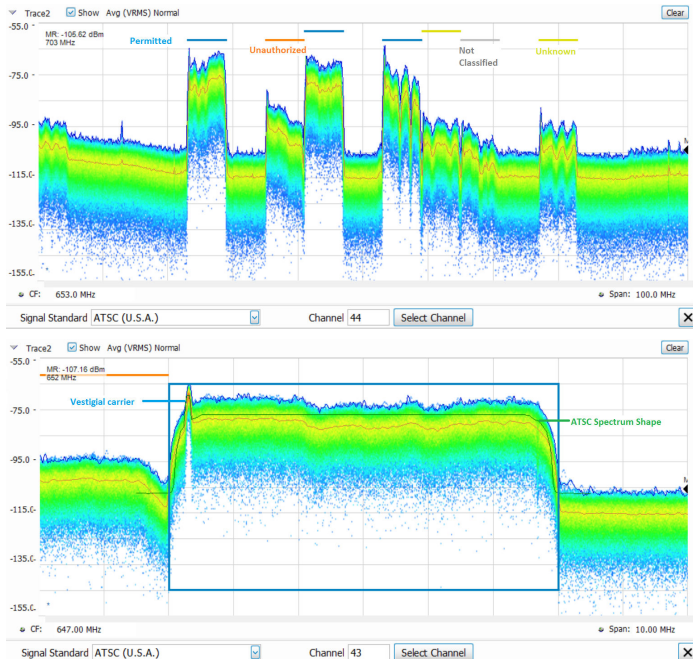 Trace2 Show Avg (VRMS) Normal Clear
-55.0
MR: -105.62 dBm
703 MHz
Permitted
Unauthorized
Not
Classified
Unknown
-75.0
-95.0
-115.0
-135.0
-155.0
CF: 653.0 MHz Span: 100.0 MHz
Signal Standard ATSC (U.S.A.) Channel 44 Select Channel X
Trace2 Show Avg (VRMS) Normal Clear
-55.0
MR: -107.16 dBm
652 MHz
Vestigial carrier
-75.0
ATSC Spectrum Shape
-95.0
-115.0
-135.0
-155.0
CF: 647.00 MHz Span: 10.00 MHz
Signal Standard ATSC (U.S.A.) Channel 43 Select Channel X